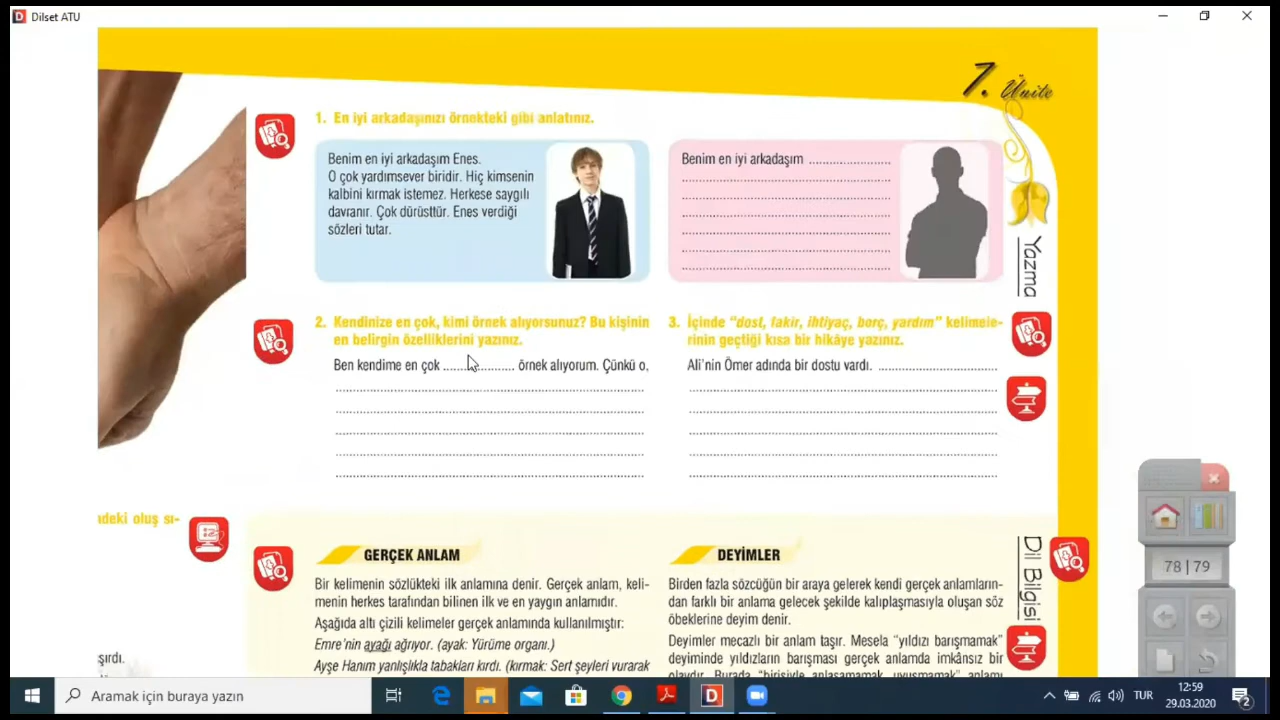 Dilset ATU
7. Ünite
1. En iyi arkadaşınızı örnekteki gibi anlatınız.
Benim en iyi arkadaşım Enes.
O çok yardımsever biridir. Hiç kimsenin
kalbini kırmak istemez. Herkese saygılı
davranır. Çok dürüsttür. Enes verdiği
sözleri tutar.
Benim en iyi arkadaşım ......................
Yazma
2. Kendinize en çok, kimi örnek alıyorsunuz? Bu kişinin
en belirgin özelliklerini yazınız.
Ben kendime en çok ................... örnek alıyorum. Çünkü o,
3. İçinde "dost, fakir, ihtiyaç, borç, yardım" kelimele-
rinin geçtiği kısa bir hikâye yazınız.
Ali'nin Ömer adında bir dostu vardı. ................................
ndeki oluş sı-
şırdı.
GERÇEK ANLAM
Bir kelimenin sözlükteki ilk anlamına denir. Gerçek anlam, keli-
menin herkes tarafından bilinen ilk ve en yaygın anlamıdır.
Aşağıda altı çizili kelimeler gerçek anlamında kullanılmıştır:
Emre'nin ayağı ağrıyor. (ayak: Yürüme organı.)
Ayşe Hanım yanlışlıkla tabakları kırdı. (kırmak: Sert şeyleri vurarak
DEYİMLER
Birden fazla sözcüğün bir araya gelerek kendi gerçek anlamların-
dan farklı bir anlama gelecek şekilde kalıplaşmasıyla oluşan söz
öbeklerine deyim denir.
Deyimler mecazlı bir anlam taşır. Mesela "yıldızı barışmamak"
deyiminde yıldızların barışması gerçek anlamda imkânsız bir
olaydır. Burada "birisiyle anlaşamamak, uyuşmamak" anlamı
Dil Bilgisi
78|79
Aramak için buraya yazın
TUR
12:59
29.03.2020
2